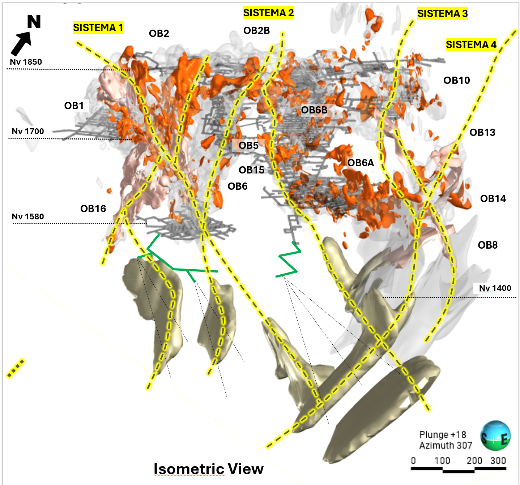 N
SISTEMA 1
SISTEMA 2
SISTEMA 3
SISTEMA 4
OB2
OB2B
Nv 1850
OB10
OB1
OB6B
Nv 1700
OB13
OB5
OB15
OB6A
OB6
OB14
OB16
Nv 1580
OB8
Nv 1400
Plunge +18
Azimuth 307
S E
Isometric View
0 100 200 300